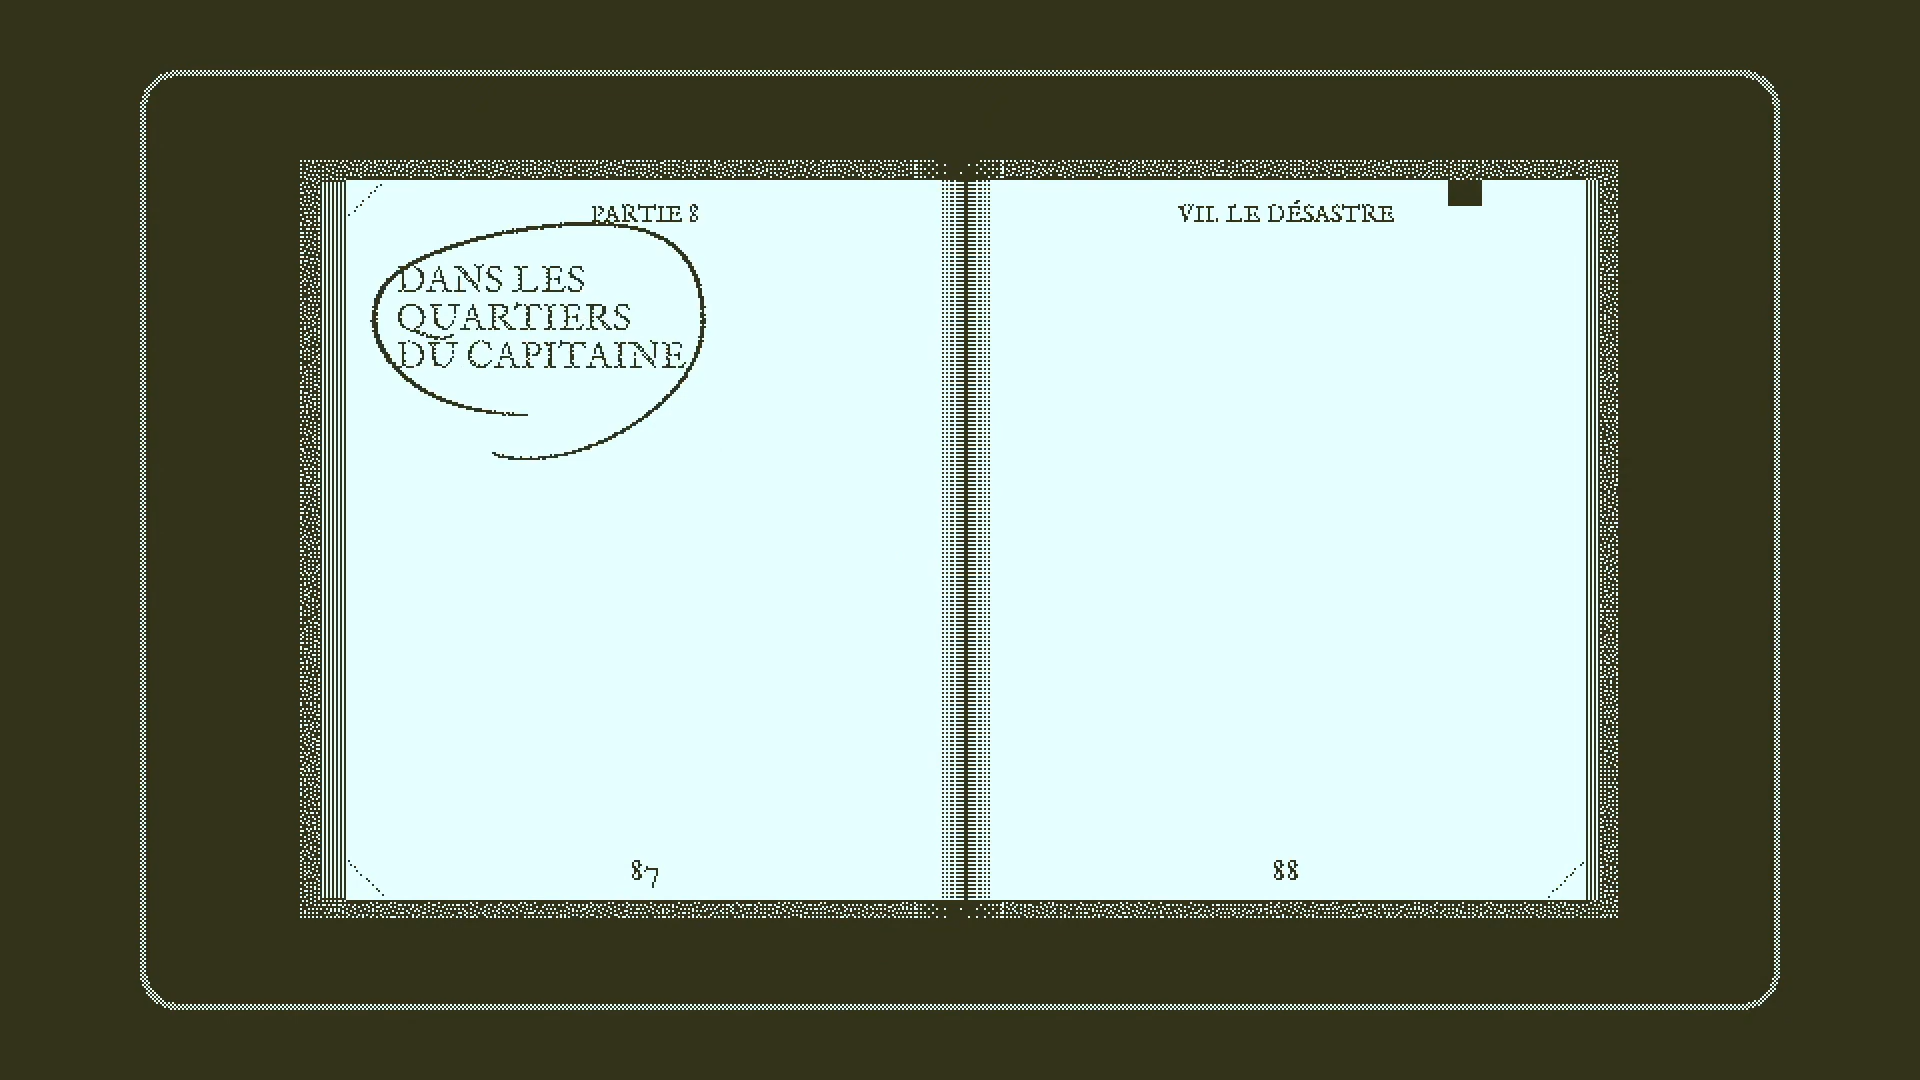 PARTIE 8
DANS LES
QUARTIERS
DU CAPITAINE
87
VII. LE DÉSASTRE
88